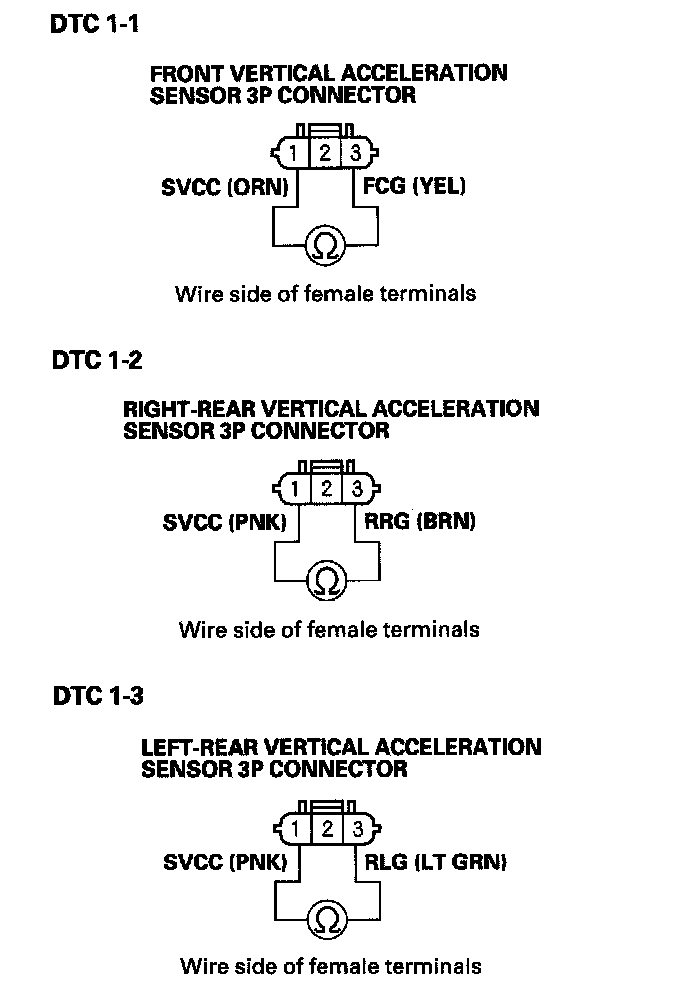 DTC 1-1
FRONT VERTICAL ACCELERATION
SENSOR 3P CONNECTOR
1 2 3
SVCC (ORN) FCG (YEL)
Ω
Wire side of female terminals
DTC 1-2
RIGHT-REAR VERTICAL ACCELERATION
SENSOR 3P CONNECTOR
1 2 3
SVCC (PNK) RRG (BRN)
Ω
Wire side of female terminals
DTC 1-3
LEFT-REAR VERTICAL ACCELERATION
SENSOR 3P CONNECTOR
1 2 3
SVCC (PNK) RLG (LT GRN)
Ω
Wire side of female terminals